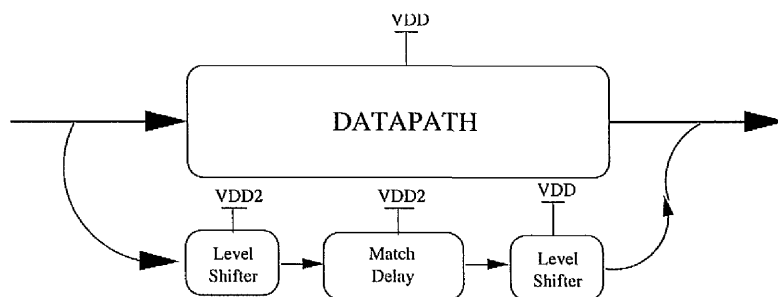 VDD
DATAPATH
VDD2 VDD2 VDD
Level Shifter
Match Delay
Level Shifter